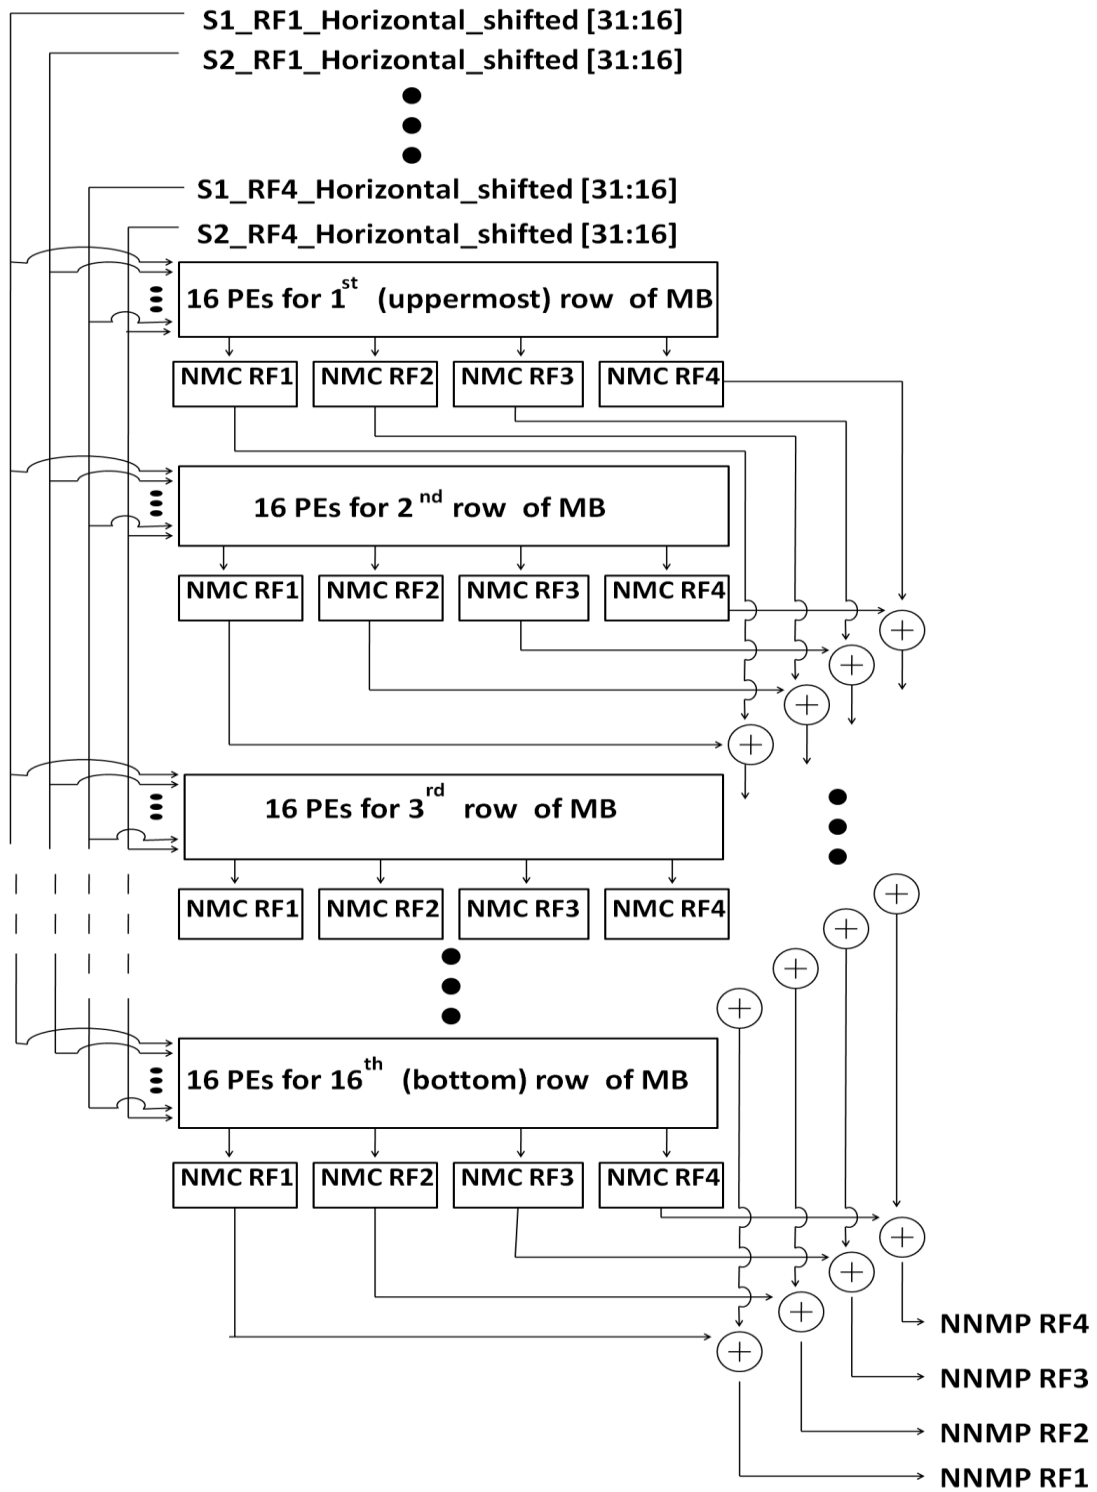 S1_RF1_Horizontal_shifted [31:16]
S2_RF1_Horizontal_shifted [31:16]
S1_RF4_Horizontal_shifted [31:16]
S2_RF4_Horizontal_shifted [31:16]
16 PEs for 1st (uppermost) row of MB
NMC RF1 NMC RF2 NMC RF3 NMC RF4
16 PEs for 2nd row of MB
NMC RF1 NMC RF2 NMC RF3 NMC RF4
16 PEs for 3rd row of MB
NMC RF1 NMC RF2 NMC RF3 NMC RF4
16 PEs for 16th (bottom) row of MB
NMC RF1 NMC RF2 NMC RF3 NMC RF4
NNMP RF4
NNMP RF3
NNMP RF2
NNMP RF1